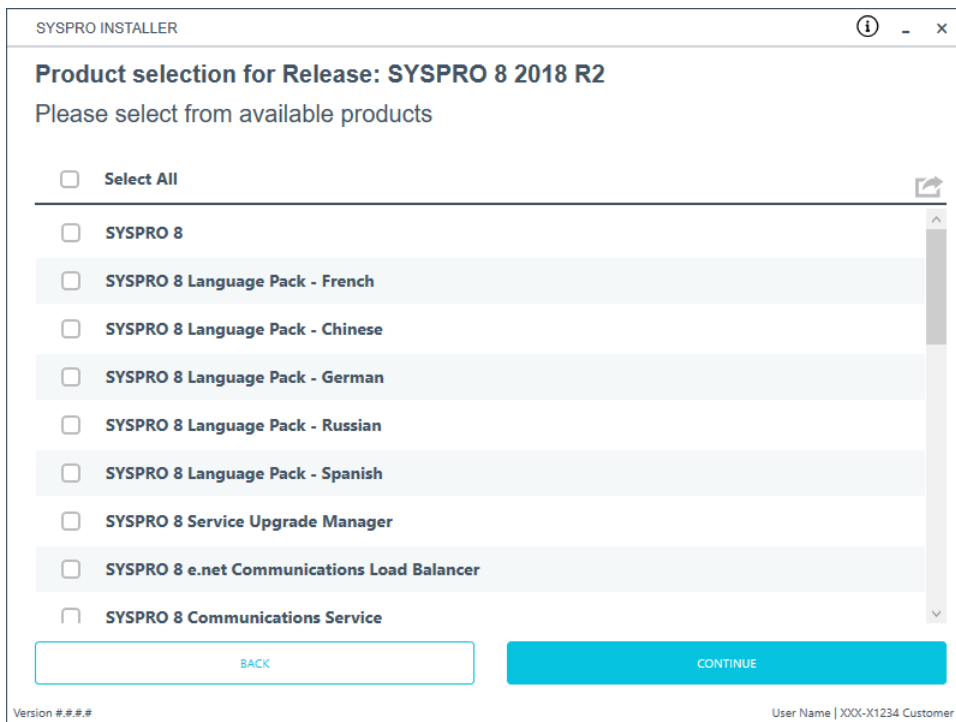 SYSPRO INSTALLER
Product selection for Release: SYSPRO 8 2018 R2
Please select from available products
Select All
SYSPRO 8
SYSPRO 8 Language Pack - French
SYSPRO 8 Language Pack - Chinese
SYSPRO 8 Language Pack - German
SYSPRO 8 Language Pack - Russian
SYSPRO 8 Language Pack - Spanish
SYSPRO 8 Service Upgrade Manager
SYSPRO 8 e.net Communications Load Balancer
SYSPRO 8 Communications Service
BACK CONTINUE
Version #.#.#.# User Name | XXX-X1234 Customer